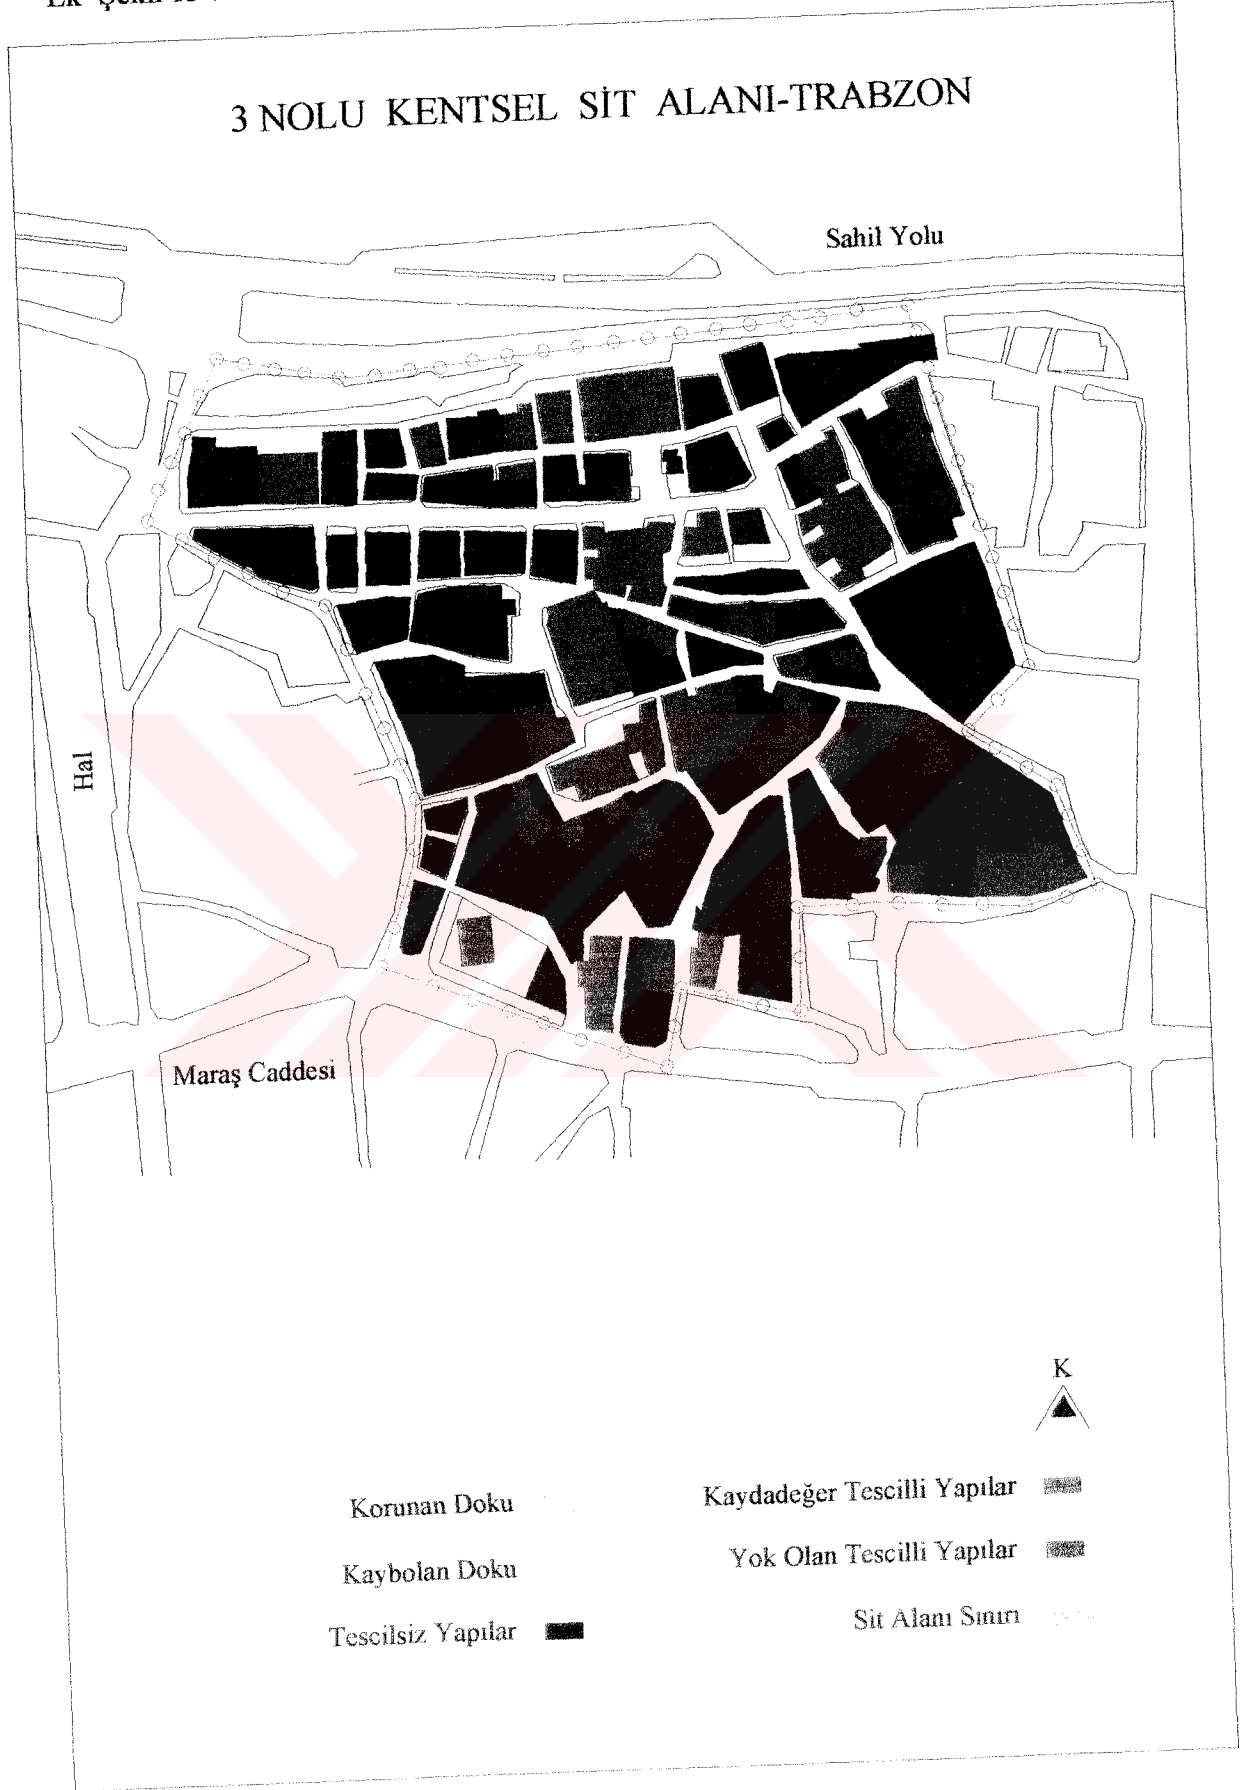 3 NOLU KENTSEL SİT ALANI-TRABZON
Sahil Yolu
Hal
Maraş Caddesi
K
Korunan Doku
Kaybolan Doku
Tescilsiz Yapılar
Kaydadeğer Tescilli Yapılar
Yok Olan Tescilli Yapılar
Sit Alanı Sınırı